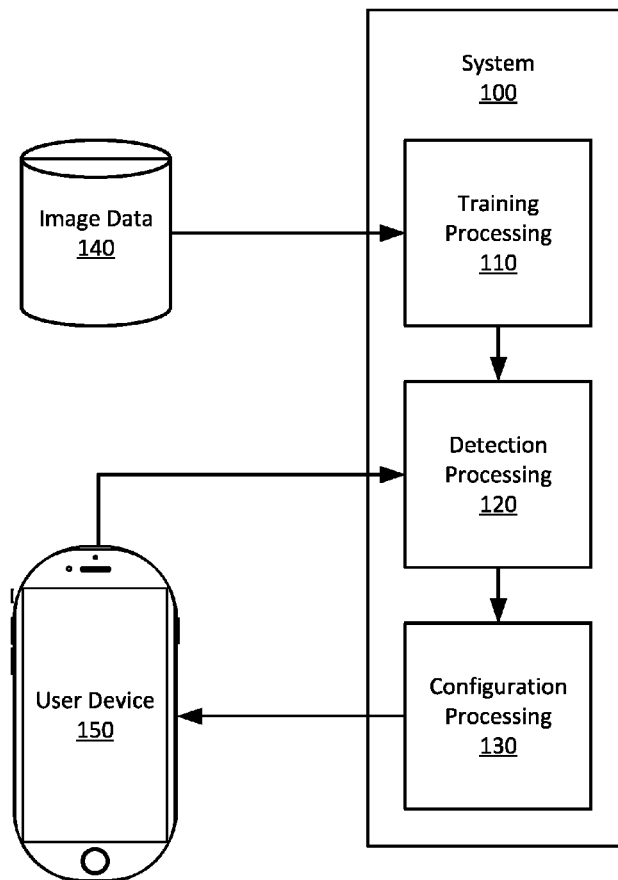 System
100
Image Data
140
Training
Processing
110
Detection
Processing
120
User Device
150
Configuration
Processing
130